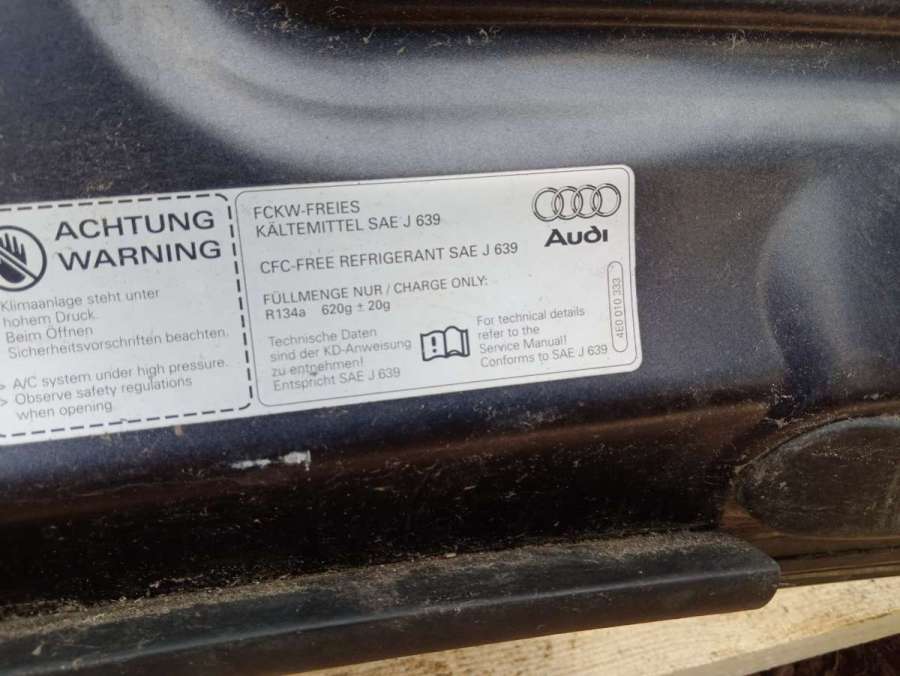 ACHTUNG
WARNING
Klimaanlage steht unter
hohem Druck.
Beim Öffnen
Sicherheitsvorschriften beachten.
> A/C system under high pressure.
> Observe safety regulations
when opening.
FCKW-FREIES
KÄLTEMITTEL SAE J 639
CFC-FREE REFRIGERANT SAE J 639
FÜLLMENGE NUR / CHARGE ONLY:
R134a 620g ± 20g
Technische Daten
sind der KD-Anweisung
zu entnehmen!
Entspricht SAE J 639
For technical details
refer to the
Service Manual!
Conforms to SAE J 639
Audi
4E0 010 333